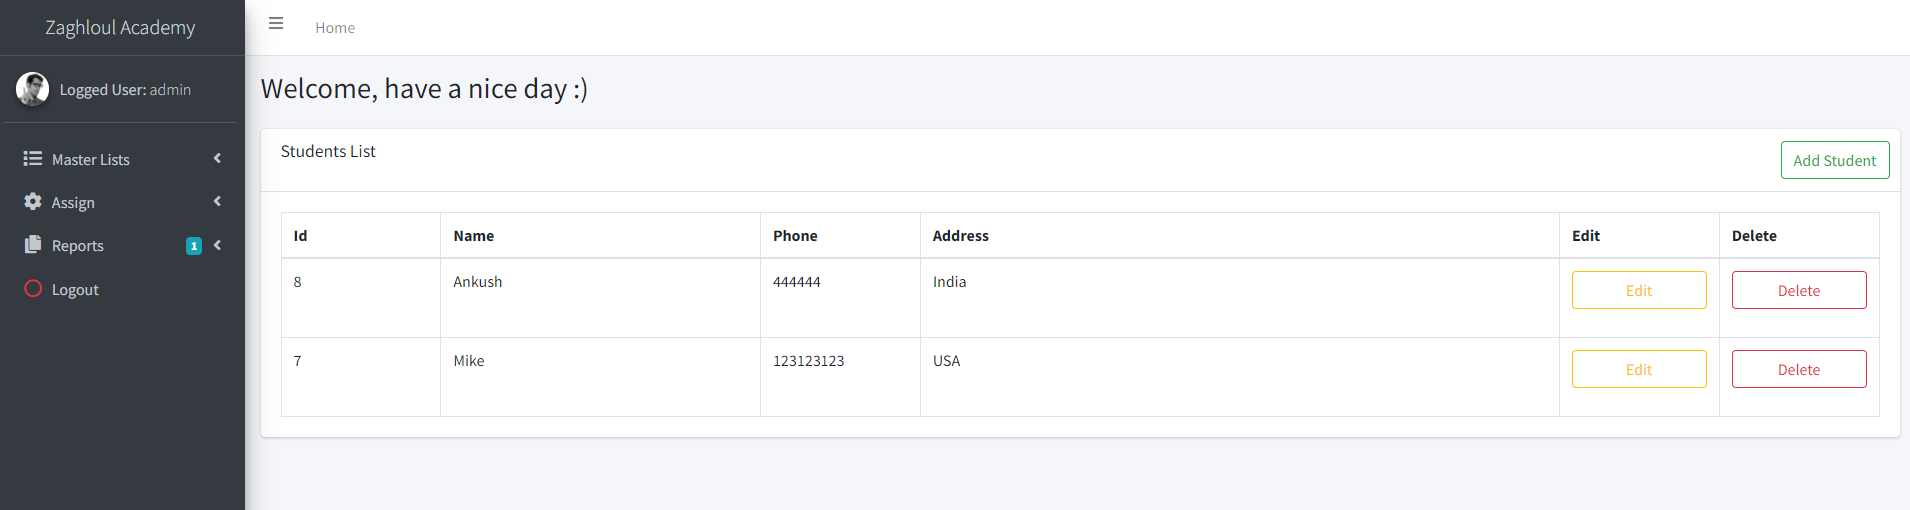 Zaghloul Academy
Home
Logged User: admin
Master Lists
Assign
Reports 1
Logout
Welcome, have a nice day :)
Students List
Add Student
Id Name Phone Address Edit Delete
8 Ankush 444444 India Edit Delete
7 Mike 123123123 USA Edit Delete